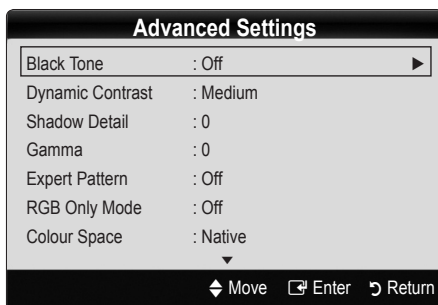 Advanced Settings
Black Tone : Off ►
Dynamic Contrast : Medium
Shadow Detail : 0
Gamma : 0
Expert Pattern : Off
RGB Only Mode : Off
Colour Space : Native
▼
Move Enter Return